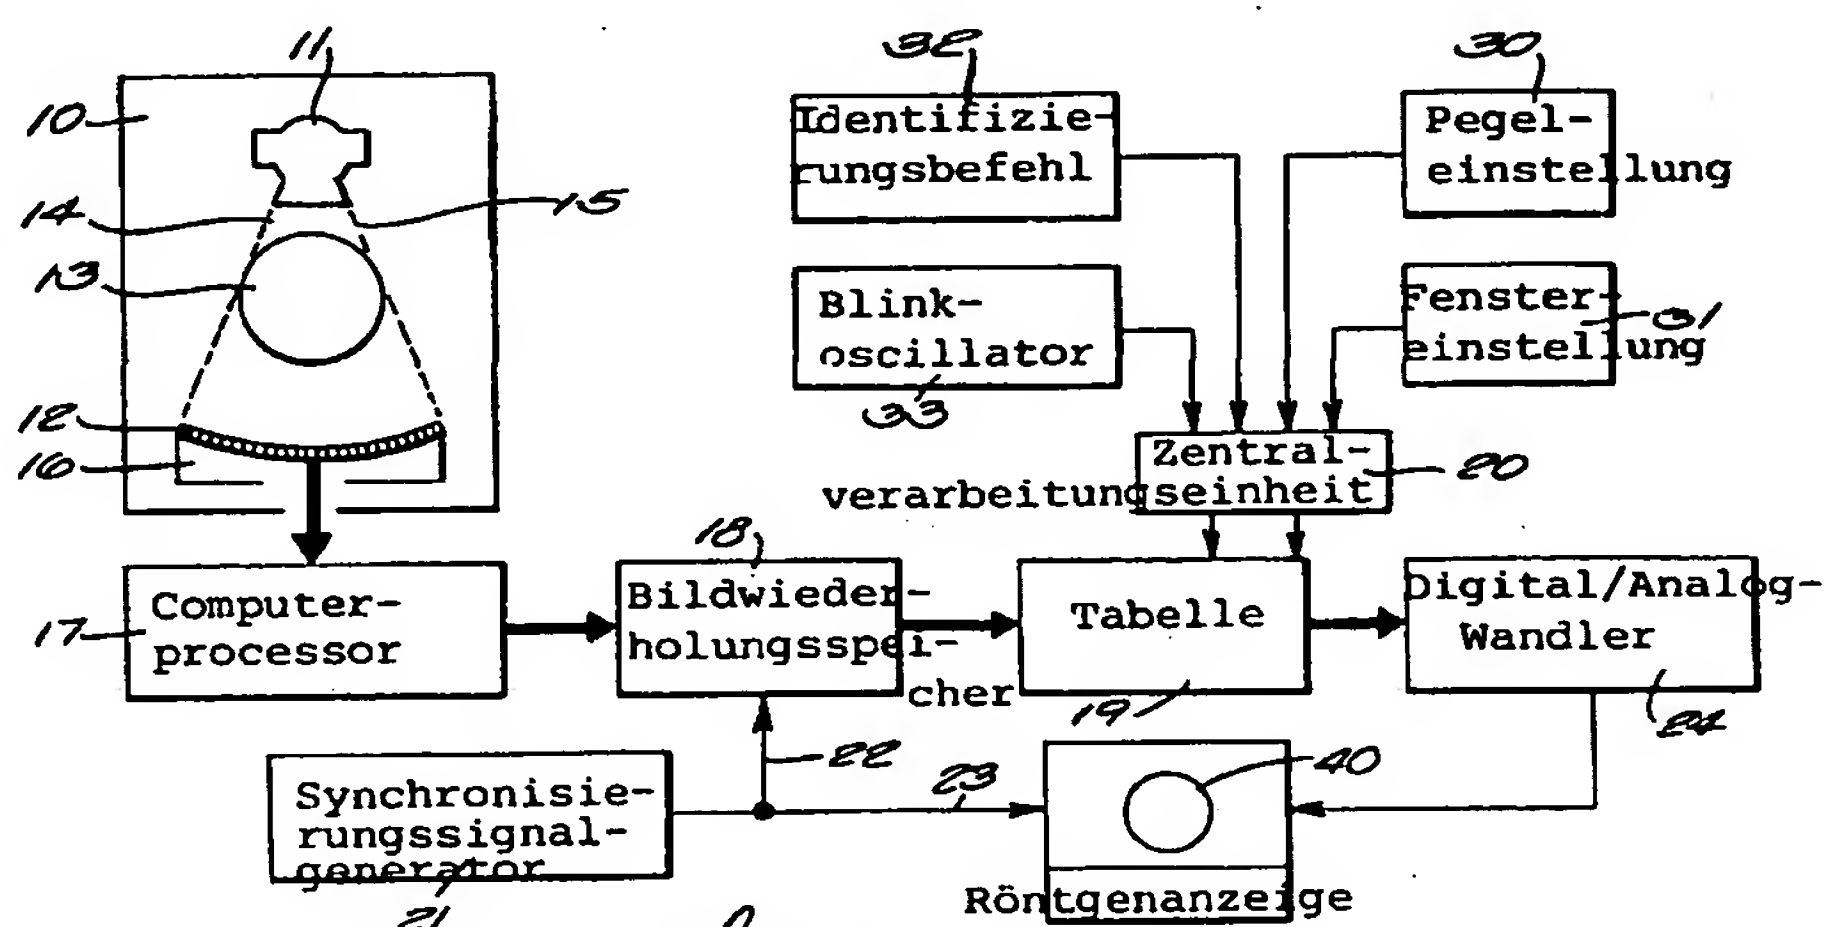 11
32
30
10
Identifizie-
rungsbefehl
Pegel-
einstellung
14
15
13
Blink-
oscillator
33
Fenster-
einstellung
31
12
16
Zentral-
verarbeitungseinheit
20
18
Computer-
processor
17
Bildwieder-
holungsspei-
cher
Tabelle
19
Digital/Analog-
Wandler
24
22
23
40
Synchronisie-
rungssignal-
generator
21
Röntgenanzeige